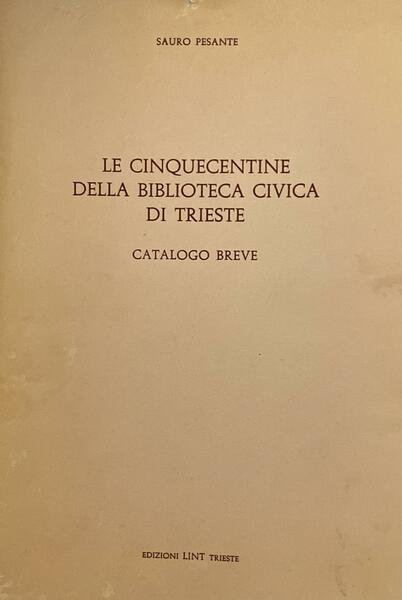 SAURO PESANTE
LE CINQUECENTINE
DELLA BIBLIOTECA CIVICA
DI TRIESTE
CATALOGO BREVE
EDIZIONI LINT TRIESTE